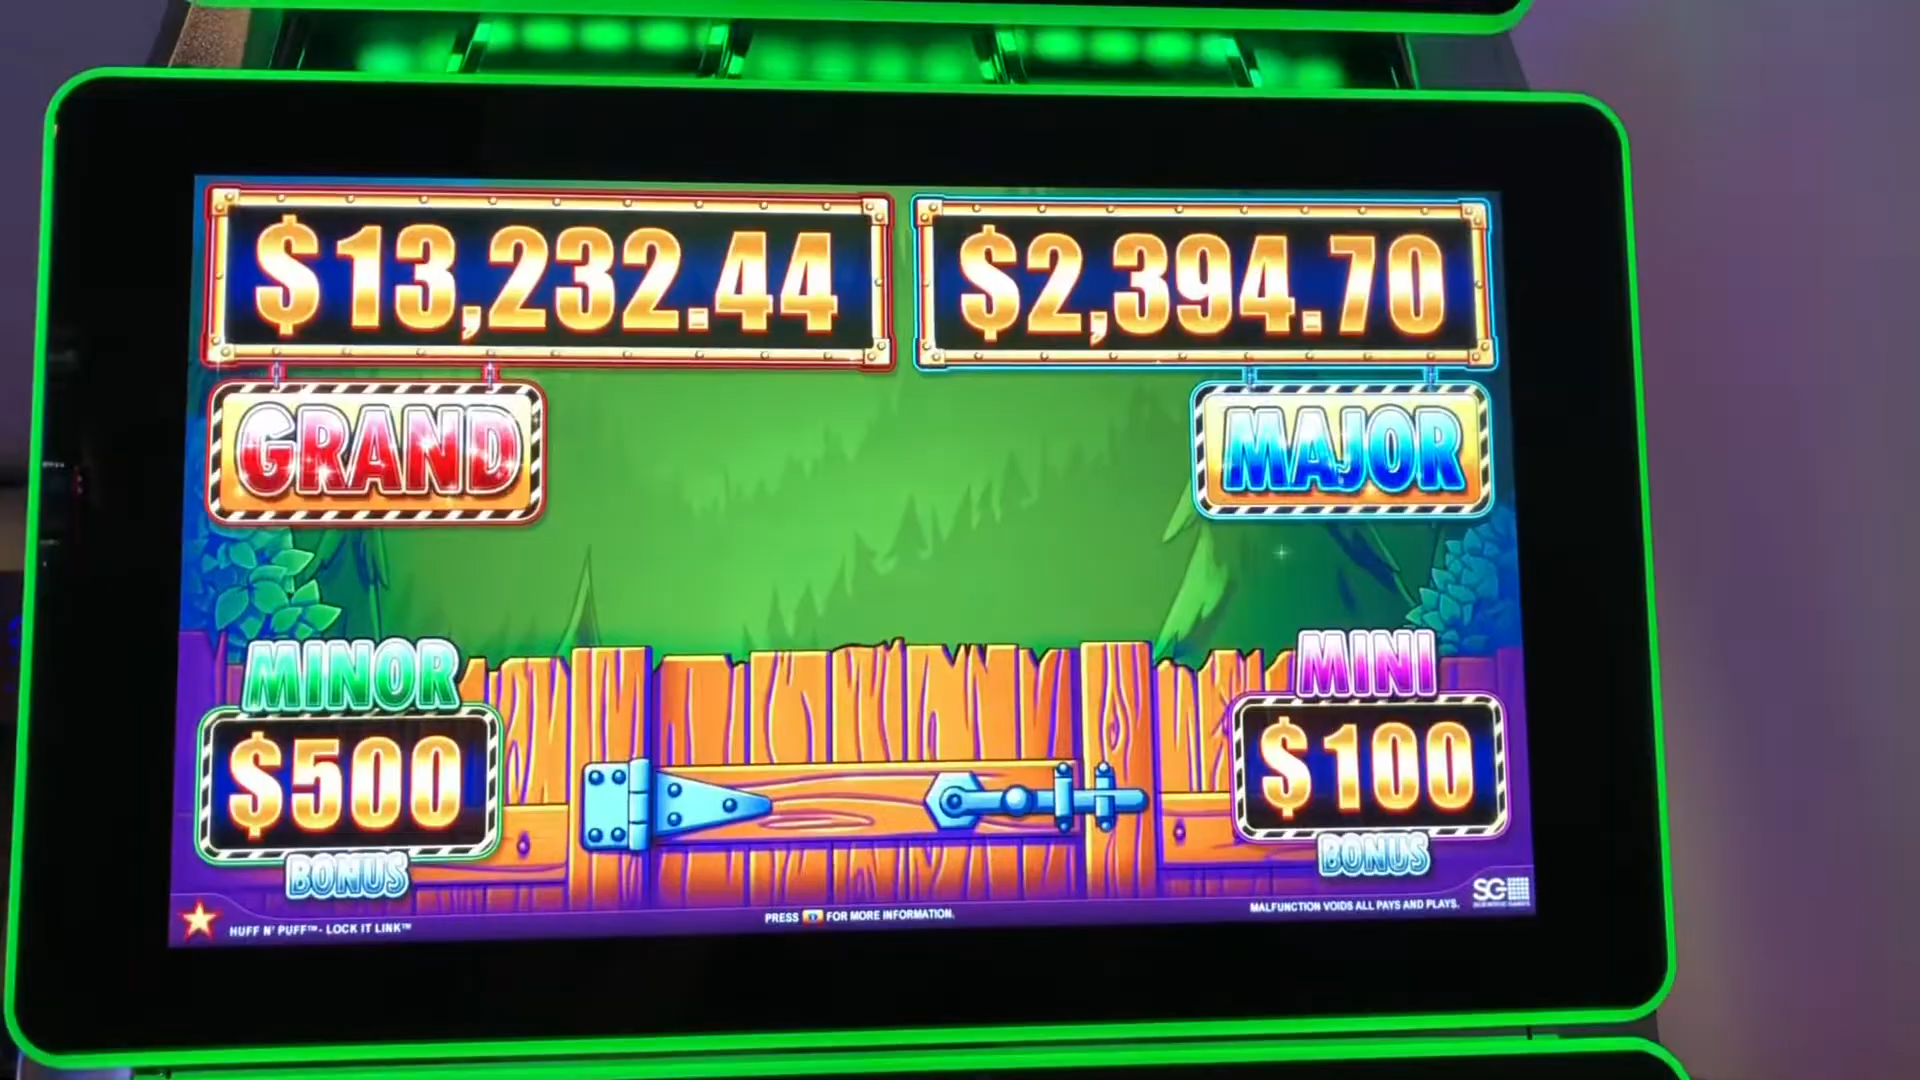 $13,232.44
$2,394.70
GRAND
MAJOR
MINOR
MINI
$500
$100
BONUS
BONUS
HUFF N' PUFF™ - LOCK IT LINK™
PRESS FOR MORE INFORMATION.
MALFUNCTION VOIDS ALL PAYS AND PLAYS.
SG